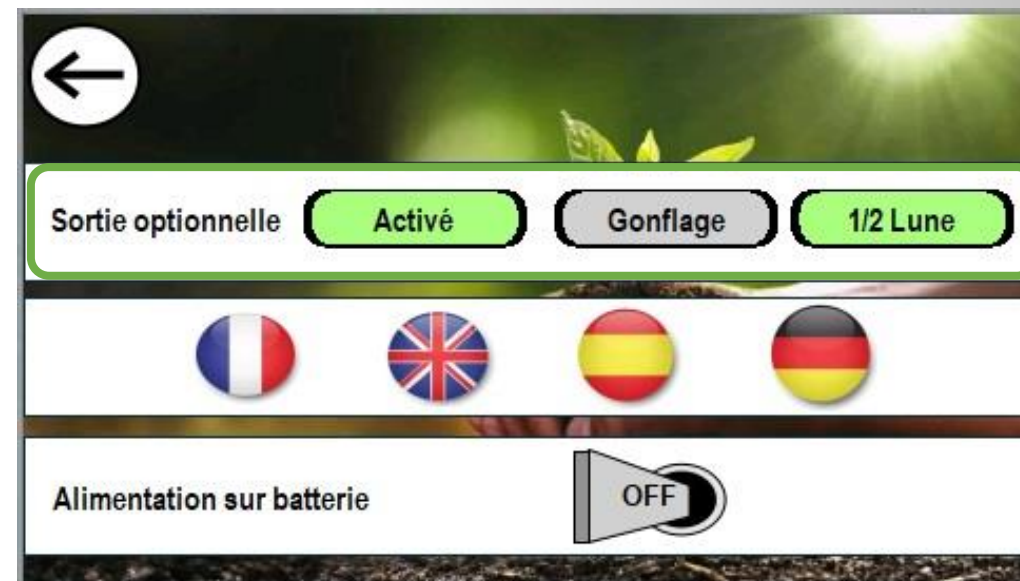 Sortie optionnelle Activé Gonflage 1/2 Lune
Alimentation sur batterie OFF